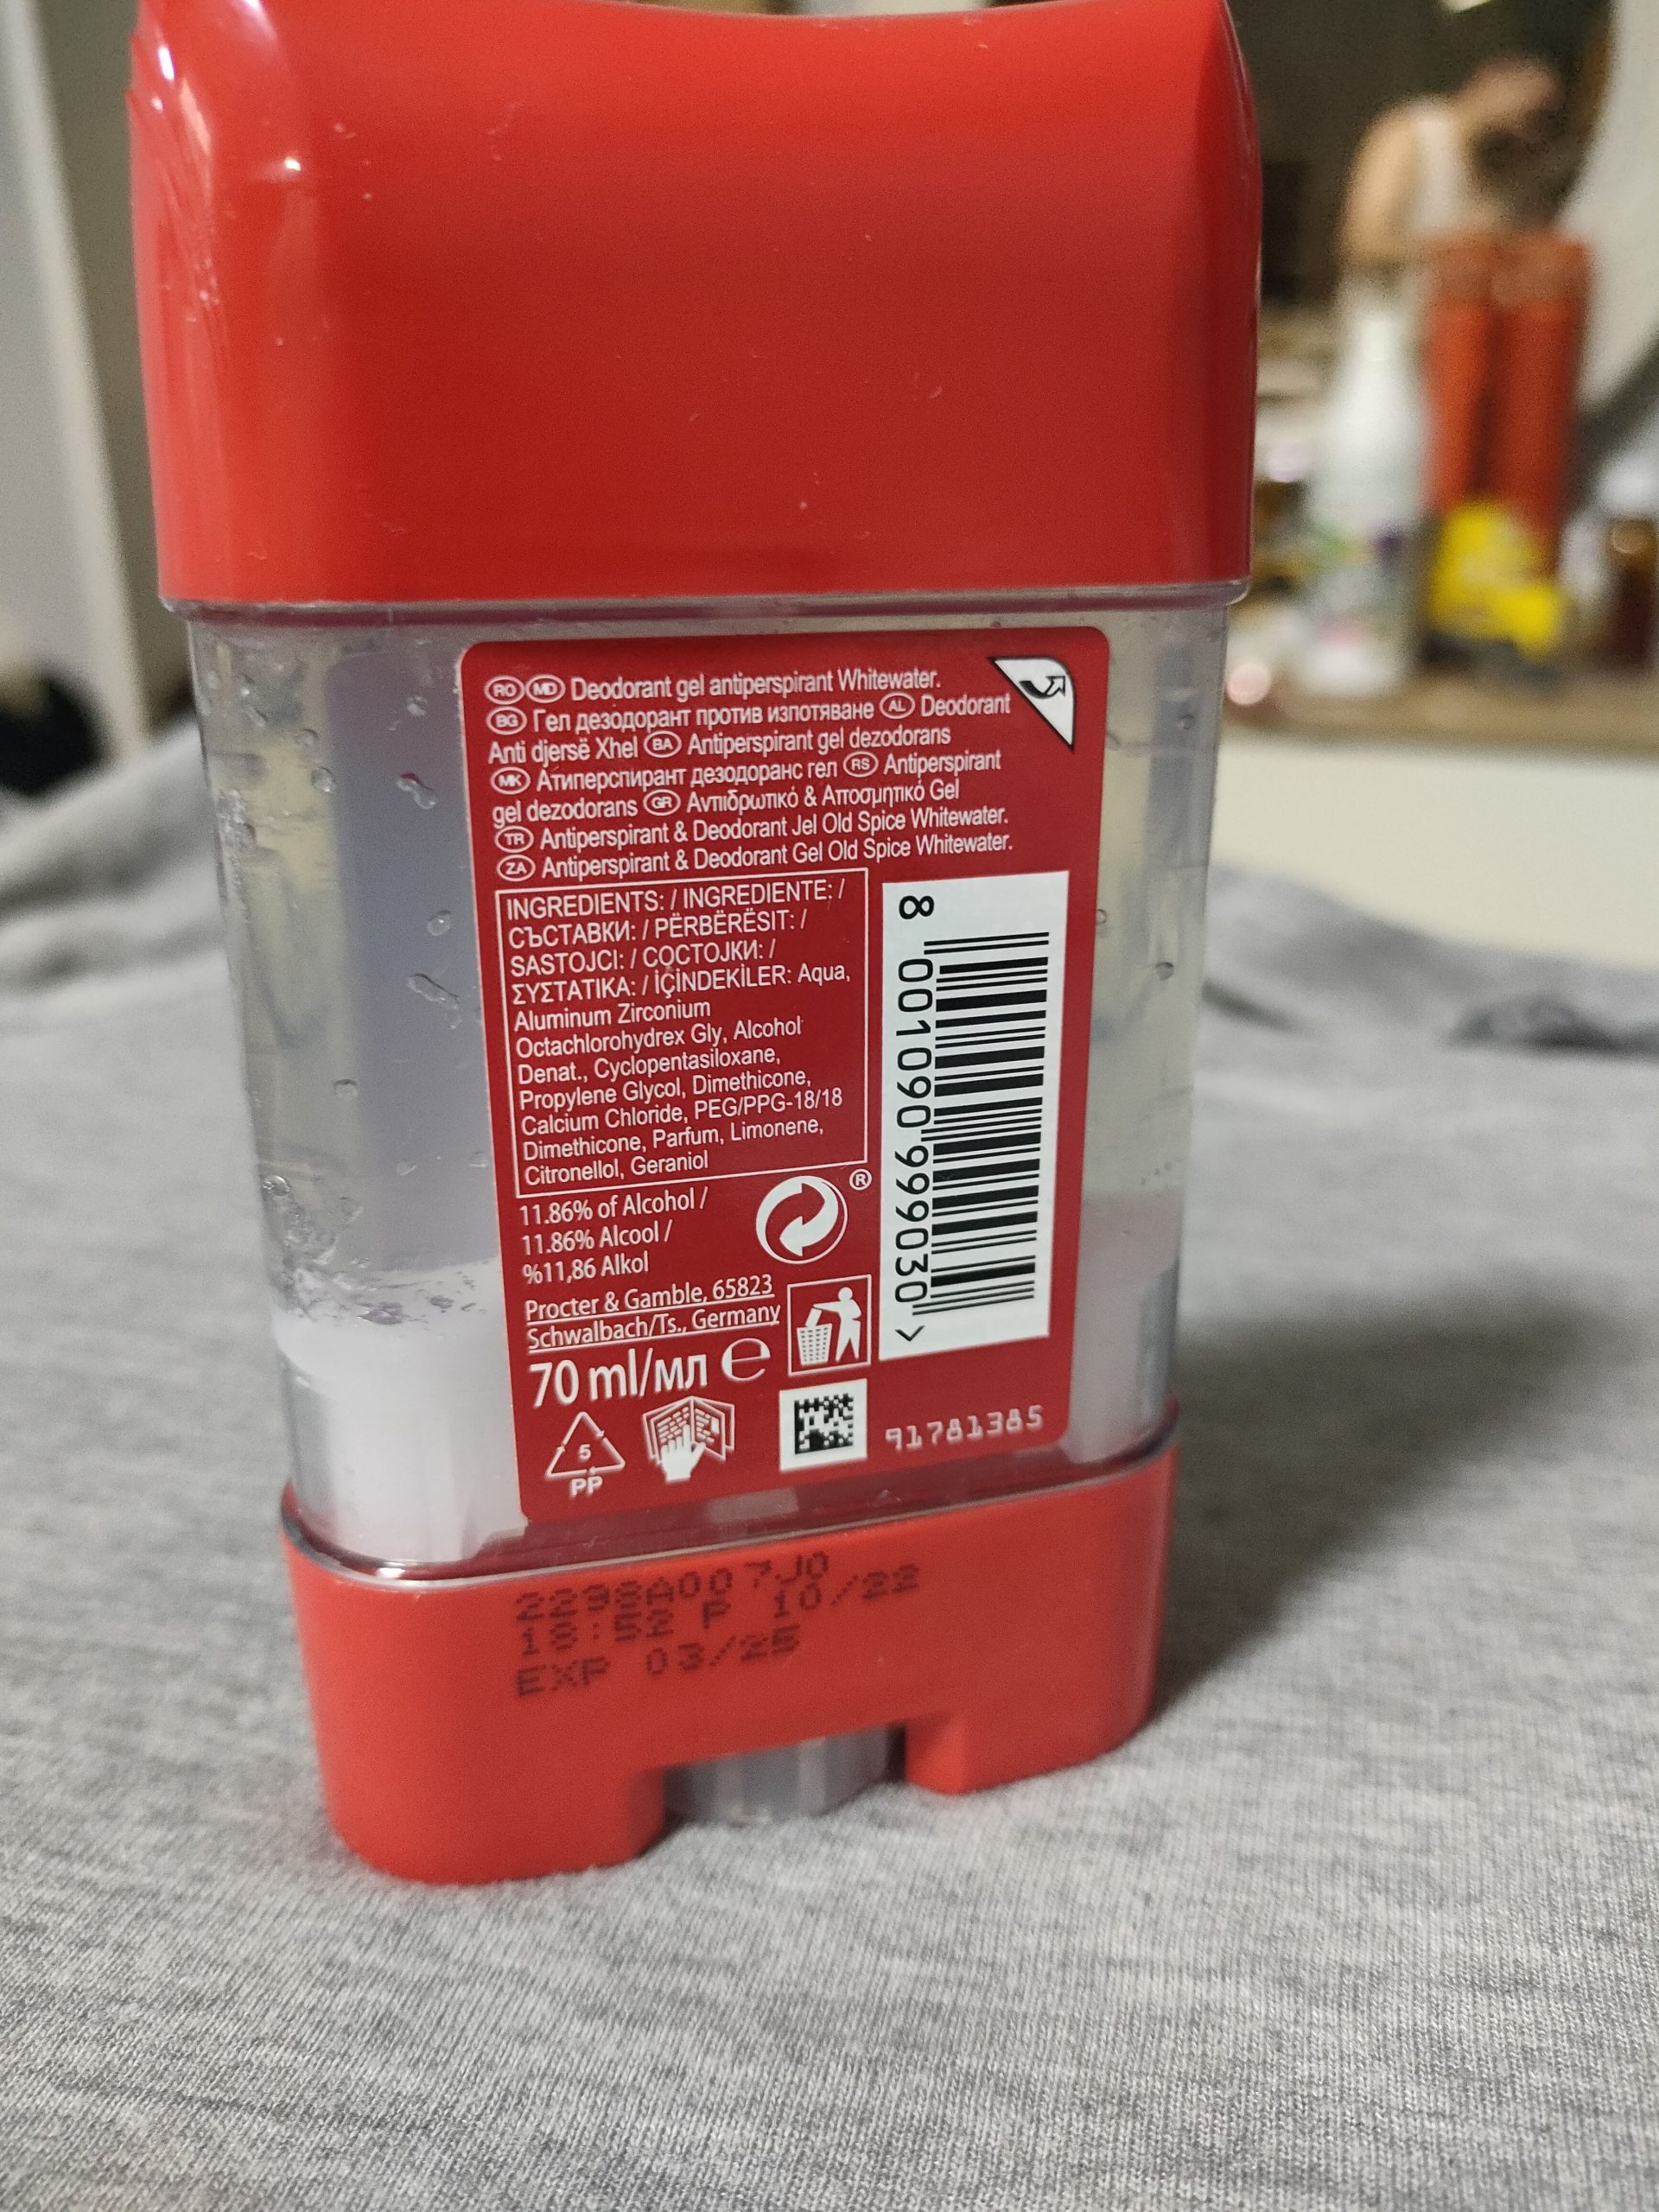 RO MD Deodorant gel antiperspirant Whitewater.
BG Гел дезодорант против изпотяване AL Deodorant
Anti djersë Xhel BA Antiperspirant gel dezodorans
MK Атиперспирант дезодоранс гел RS Antiperspirant
gel dezodorans GR Αντιιδρωτικό & Αποσμητικό Gel
TR Antiperspirant & Deodorant Jel Old Spice Whitewater.
ZA Antiperspirant & Deodorant Gel Old Spice Whitewater.
INGREDIENTS: / INGREDIENTE: /
СЪСТАВКИ: / PËRBËRËSIT: /
SASTOJCI: / СОСТОЈКИ: /
ΣΥΣΤΑΤΙΚΑ: / İÇİNDEKİLER: Aqua,
Aluminum Zirconium
Octachlorohydrex Gly, Alcohol
Denat., Cyclopentasiloxane,
Propylene Glycol, Dimethicone,
Calcium Chloride, PEG/PPG-18/18
Dimethicone, Parfum, Limonene,
Citronellol, Geraniol
8 001090 999030 >
11.86% of Alcohol /
11.86% Alcool /
%11,86 Alkol
®
Procter & Gamble, 65823
Schwalbach/Ts., Germany
70 ml/мл e
5
PP
91781385
2298A007J0
18:52 P 10/22
EXP 03/25